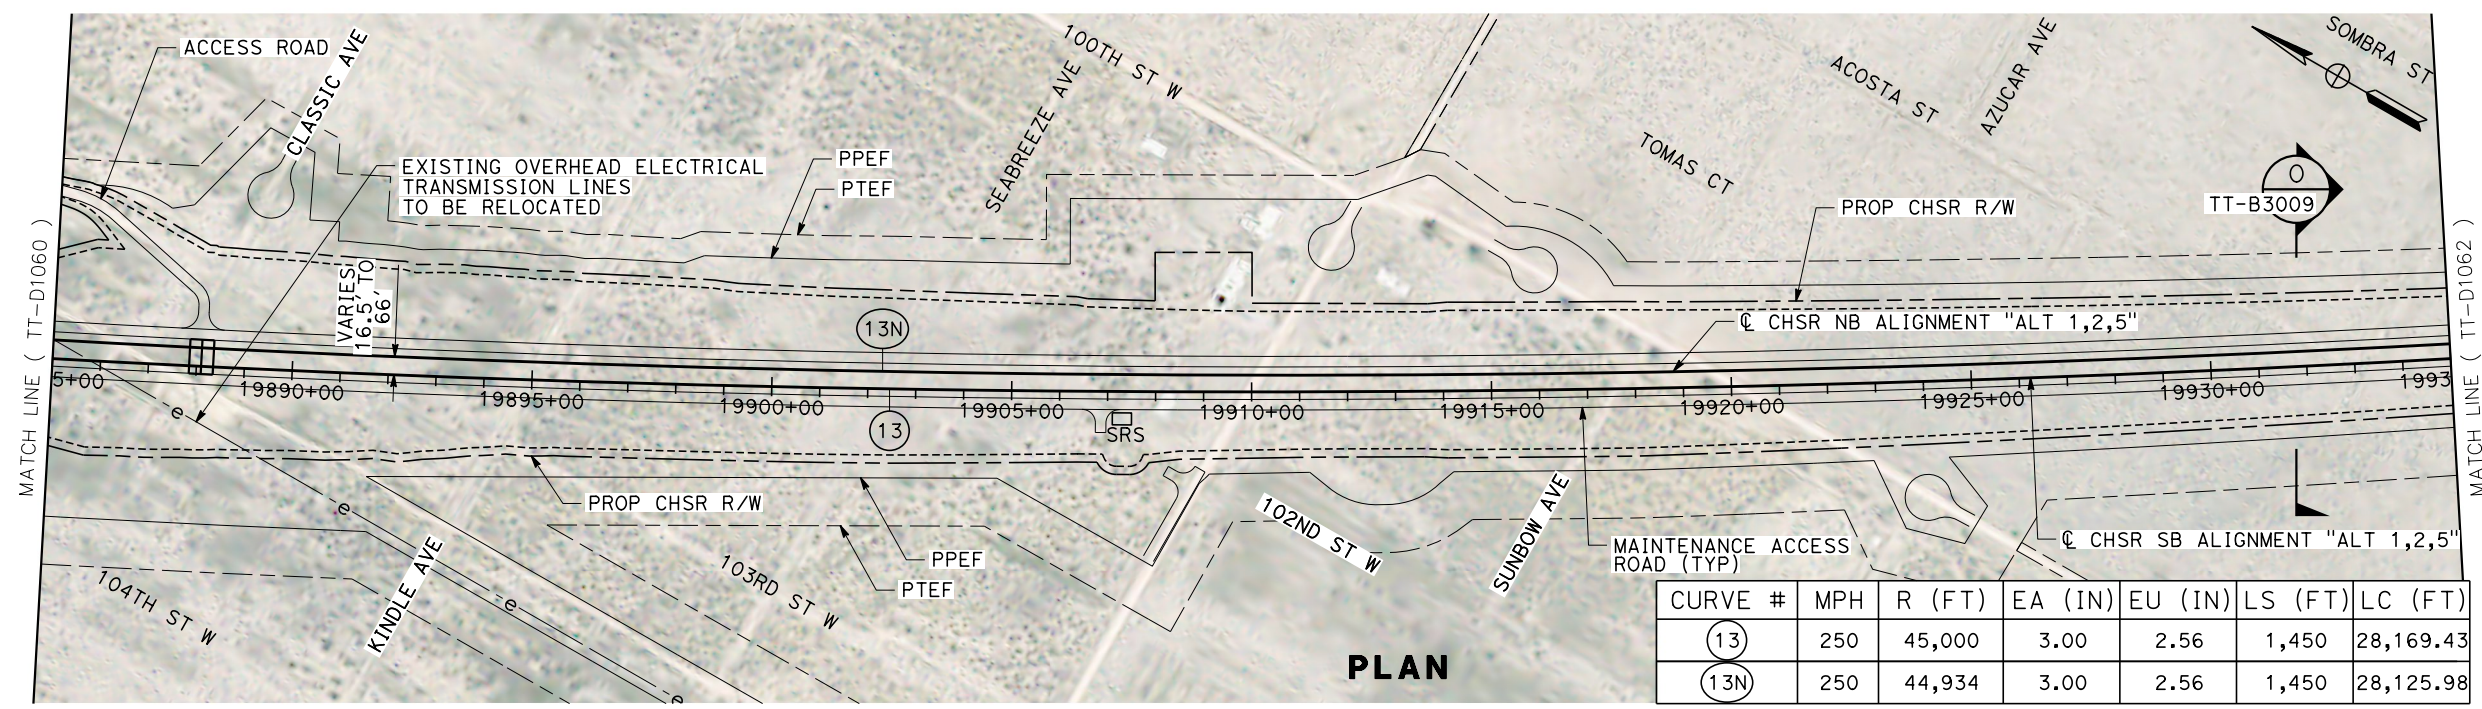 ACCESS ROAD
CLASSIC AVE
100TH ST W
SEABREEZE AVE
ACOSTA ST
AZUCAR AVE
SOMBRA ST
TOMAS CT
EXISTING OVERHEAD ELECTRICAL
TRANSMISSION LINES
TO BE RELOCATED
PPEF
PTEF
O
TT-B3009
PROP CHSR R/W
MATCH LINE ( TT-D1060 )
VARIES
16.5' TO
66'
13N
℄ CHSR NB ALIGNMENT "ALT 1,2,5"
MATCH LINE ( TT-D1062 )
5+00
19890+00
19895+00
19900+00
19905+00
19910+00
19915+00
19920+00
19925+00
19930+00
1993
e
13
SRS
e
PROP CHSR R/W
PPEF
PTEF
102ND ST W
SUNBOW AVE
MAINTENANCE ACCESS
ROAD (TYP)
℄ CHSR SB ALIGNMENT "ALT 1,2,5"
104TH ST W
KINDLE AVE
e
103RD ST W
e
PLAN
CURVE # MPH R (FT) EA (IN) EU (IN) LS (FT) LC (FT)
13 250 45,000 3.00 2.56 1,450 28,169.43
13N 250 44,934 3.00 2.56 1,450 28,125.98